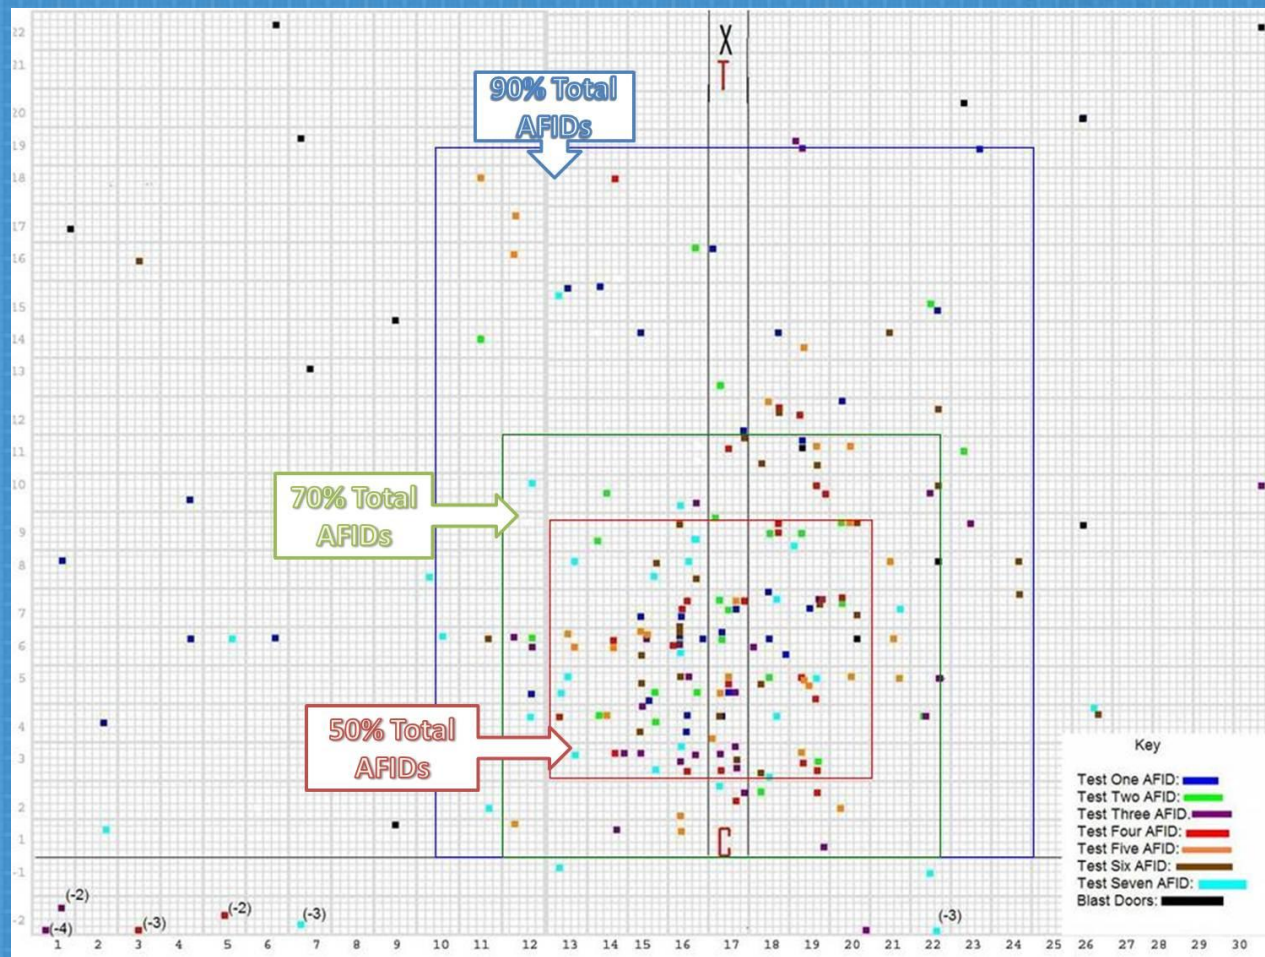 22
X
21
T
90% Total
AFIDs
20
19
18
17
16
15
14
13
12
11
70% Total
AFIDs
10
9
8
7
6
5
50% Total
AFIDs
4
3
2
1
C
-1
-2
(-2)
(-4)
(-3)
(-2)
(-3)
(-3)
1 2 3 4 5 6 7 8 9 10 11 12 13 14 15 16 17 18 19 20 22 23 24 25 26 27 28 29 30
Key
Test One AFID:
Test Two AFID:
Test Three AFID.
Test Four AFID:
Test Five AFID:
Test Six AFID:
Test Seven AFID:
Blast Doors: